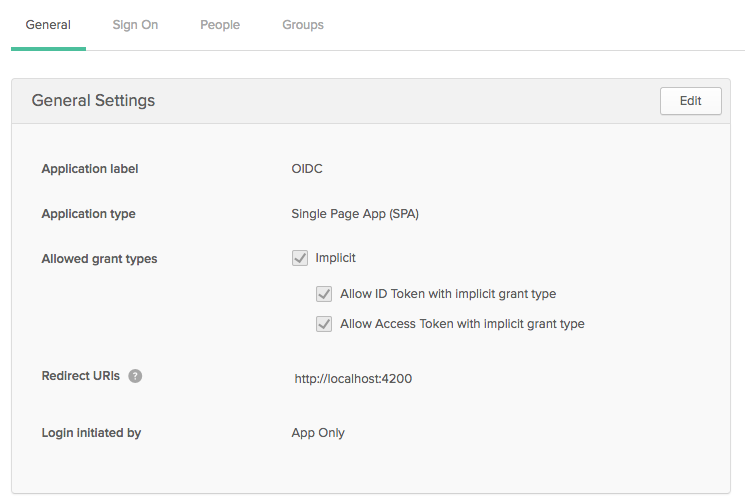 General Sign On People Groups
General Settings Edit
Application label OIDC
Application type Single Page App (SPA)
Allowed grant types Implicit
Allow ID Token with implicit grant type
Allow Access Token with implicit grant type
Redirect URIs ? http://localhost:4200
Login initiated by App Only